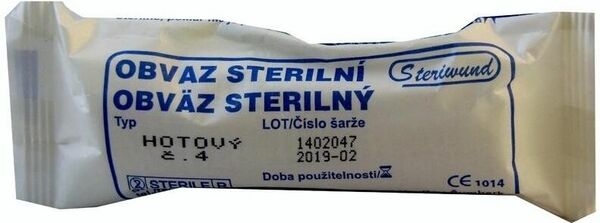 OBVAZ STERILNÍ
Steriwund
OBVÄZ STERILNÝ
Typ
LOT/Číslo šarže
HOTOVÝ
1402047
č.4
2019-02
Doba použitelnosti/
2 STERILE R
CE 1014